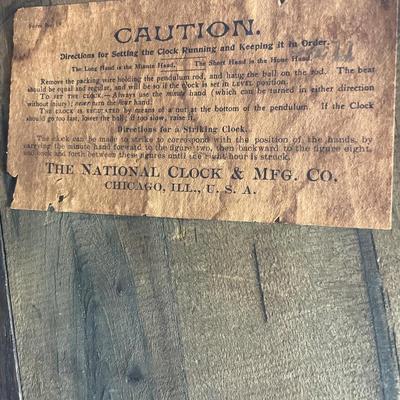 CAUTION.
Directions for Setting the Clock Running and Keeping it in Order.
The Long Hand is the Minute Hand. The Short Hand is the Hour Hand.
Remove the packing wire holding the pendulum rod, and hang the ball on the rod. The beat
should be equal and regular, and will be so if the clock is set in LEVEL position.
TO SET THE CLOCK.—Always use the minute hand (which can be turned in either direction
without injury) never turn the hour hand!
THE CLOCK IS REGULATED by means of a nut at the bottom of the pendulum. If the Clock
should go too fast, lower the ball; if too slow, raise it.
Directions for a Striking Clock.
The clock can be made to strike to correspond with the position of the hands, by
carrying the minute hand forward to the figure two, then backward to the figure eight,
and back and forth between these figures until the right hour is struck.
THE NATIONAL CLOCK & MFG. CO.
CHICAGO, ILL., U. S. A.